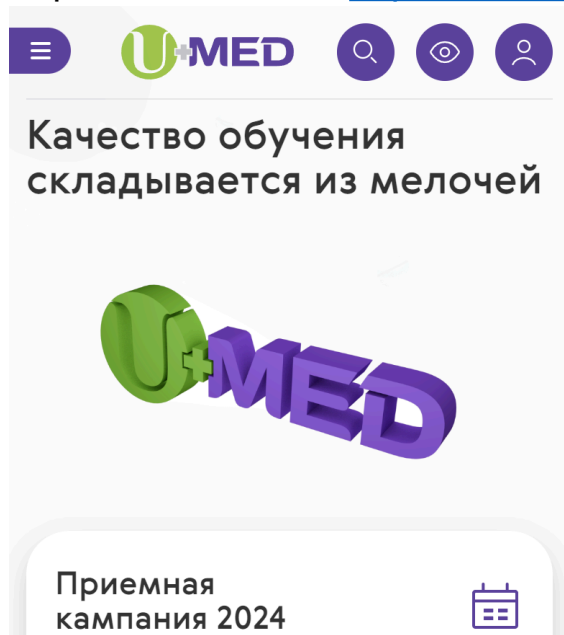 U+MED
Качество обучения
складывается из мелочей
U+MED
Приемная
кампания 2024